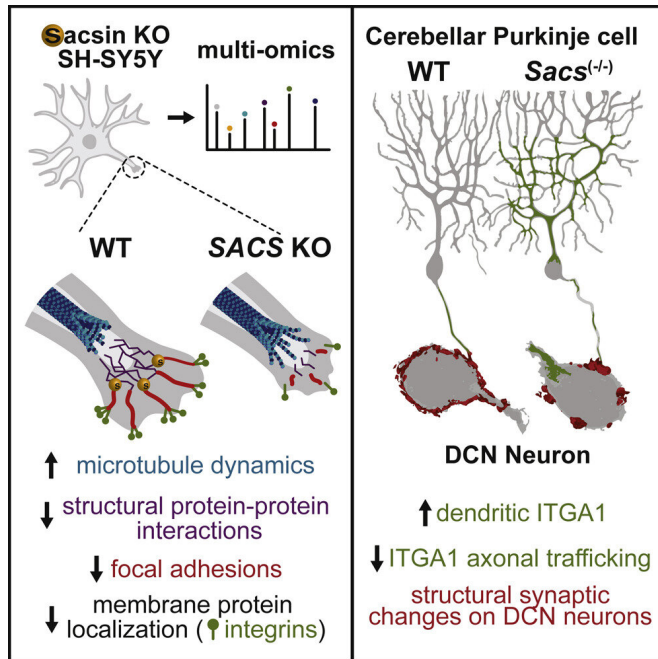 Sacsin KO
SH-SY5Y
multi-omics
WT
SACS KO
S
S
S
↑ microtubule dynamics
↓ structural protein-protein
interactions
↓ focal adhesions
↓ membrane protein
localization (integrins)
Cerebellar Purkinje cell
WT
Sacs(-/-)
DCN Neuron
↑ dendritic ITGA1
↓ ITGA1 axonal trafficking
structural synaptic
changes on DCN neurons